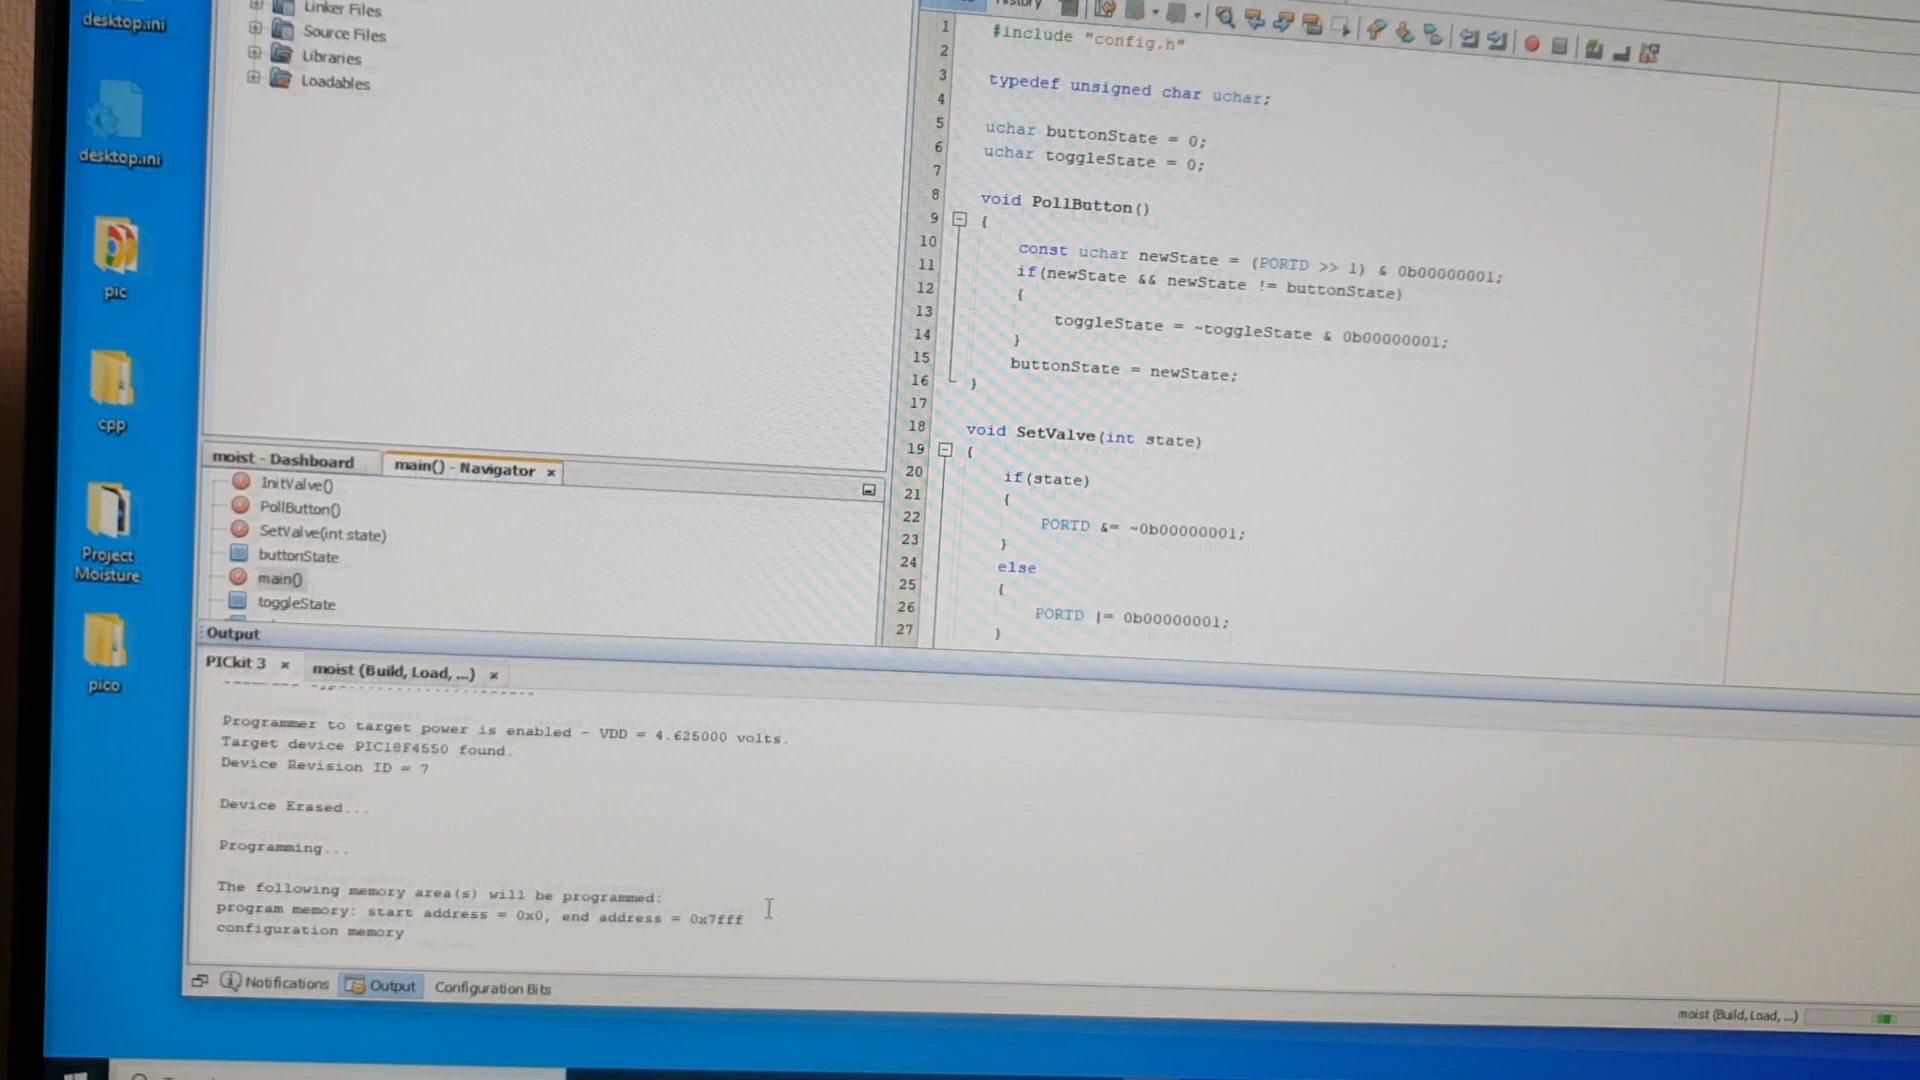 desktop.ini
desktop.ini
pic
cpp
Project
Moisture
pico
Linker Files
Source Files
Libraries
Loadables
moist - Dashboard
main() - Navigator ×
InitValve()
PollButton()
SetValve(int state)
buttonState
main()
toggleState
History
1 #include "config.h"
2
3 typedef unsigned char uchar;
4
5 uchar buttonState = 0;
6 uchar toggleState = 0;
7
8 void PollButton()
9 {
10 const uchar newState = (PORTD >> 1) & 0b00000001;
11 if(newState && newState != buttonState)
12 {
13 toggleState = ~toggleState & 0b00000001;
14 }
15 buttonState = newState;
16 }
17
18 void SetValve(int state)
19 {
20 if(state)
21 {
22 PORTD &= ~0b00000001;
23 }
24 else
25 {
26 PORTD |= 0b00000001;
27 }
Output
PICkit 3 × moist (Build, Load, ...) ×
Programmer to target power is enabled - VDD = 4.625000 volts.
Target device PIC18F4550 found.
Device Revision ID = 7
Device Erased...
Programming...
The following memory area(s) will be programmed:
program memory: start address = 0x0, end address = 0x7fff
configuration memory
Notifications Output Configuration Bits
moist (Build, Load, ...)